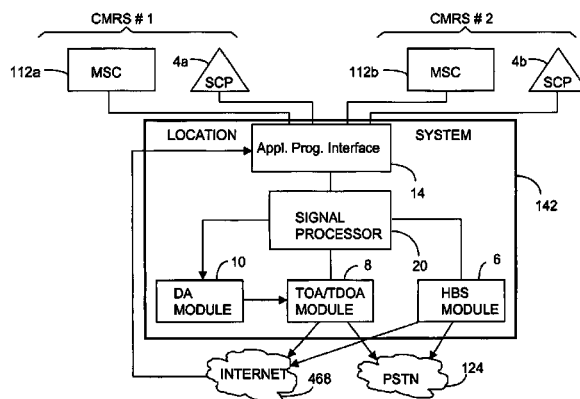 CMRS # 1
CMRS # 2
112a
MSC
4a
SCP
112b
MSC
4b
SCP
LOCATION
SYSTEM
Appl. Prog. Interface
14
142
SIGNAL
PROCESSOR
20
10
8
6
DA
MODULE
TOA/TDOA
MODULE
HBS
MODULE
INTERNET
468
PSTN
124